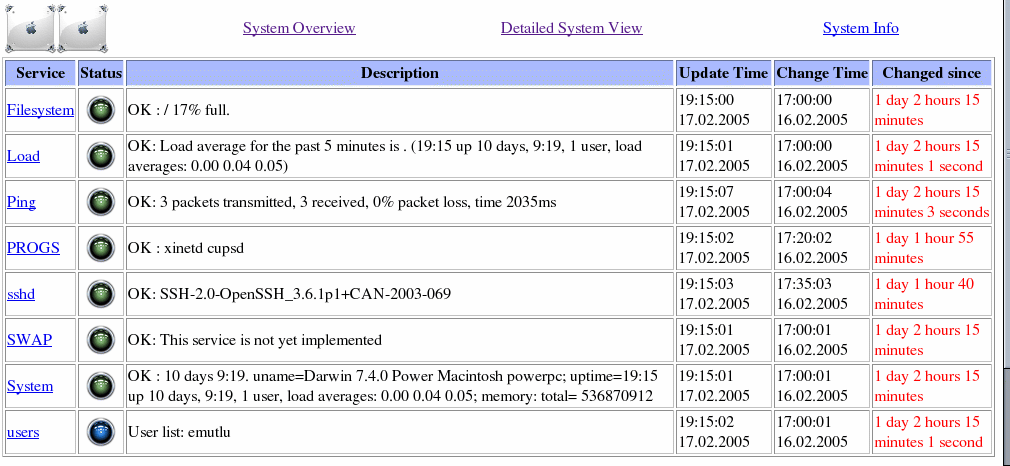 System Overview Detailed System View System Info
Service Status Description Update Time Change Time Changed since
Filesystem OK : / 17% full. 19:15:00 17.02.2005 17:00:00 16.02.2005 1 day 2 hours 15 minutes
Load OK: Load average for the past 5 minutes is . (19:15 up 10 days, 9:19, 1 user, load averages: 0.00 0.04 0.05) 19:15:01 17.02.2005 17:00:00 16.02.2005 1 day 2 hours 15 minutes 1 second
Ping OK: 3 packets transmitted, 3 received, 0% packet loss, time 2035ms 19:15:07 17.02.2005 17:00:04 16.02.2005 1 day 2 hours 15 minutes 3 seconds
PROGS OK : xinetd cupsd 19:15:02 17.02.2005 17:20:02 16.02.2005 1 day 1 hour 55 minutes
sshd OK: SSH-2.0-OpenSSH_3.6.1p1+CAN-2003-069 19:15:03 17.02.2005 17:35:03 16.02.2005 1 day 1 hour 40 minutes
SWAP OK: This service is not yet implemented 19:15:01 17.02.2005 17:00:01 16.02.2005 1 day 2 hours 15 minutes
System OK : 10 days 9:19. uname=Darwin 7.4.0 Power Macintosh powerpc; uptime=19:15 up 10 days, 9:19, 1 user, load averages: 0.00 0.04 0.05; memory: total= 536870912 19:15:01 17.02.2005 17:00:01 16.02.2005 1 day 2 hours 15 minutes
users User list: emutlu 19:15:02 17.02.2005 17:00:01 16.02.2005 1 day 2 hours 15 minutes 1 second